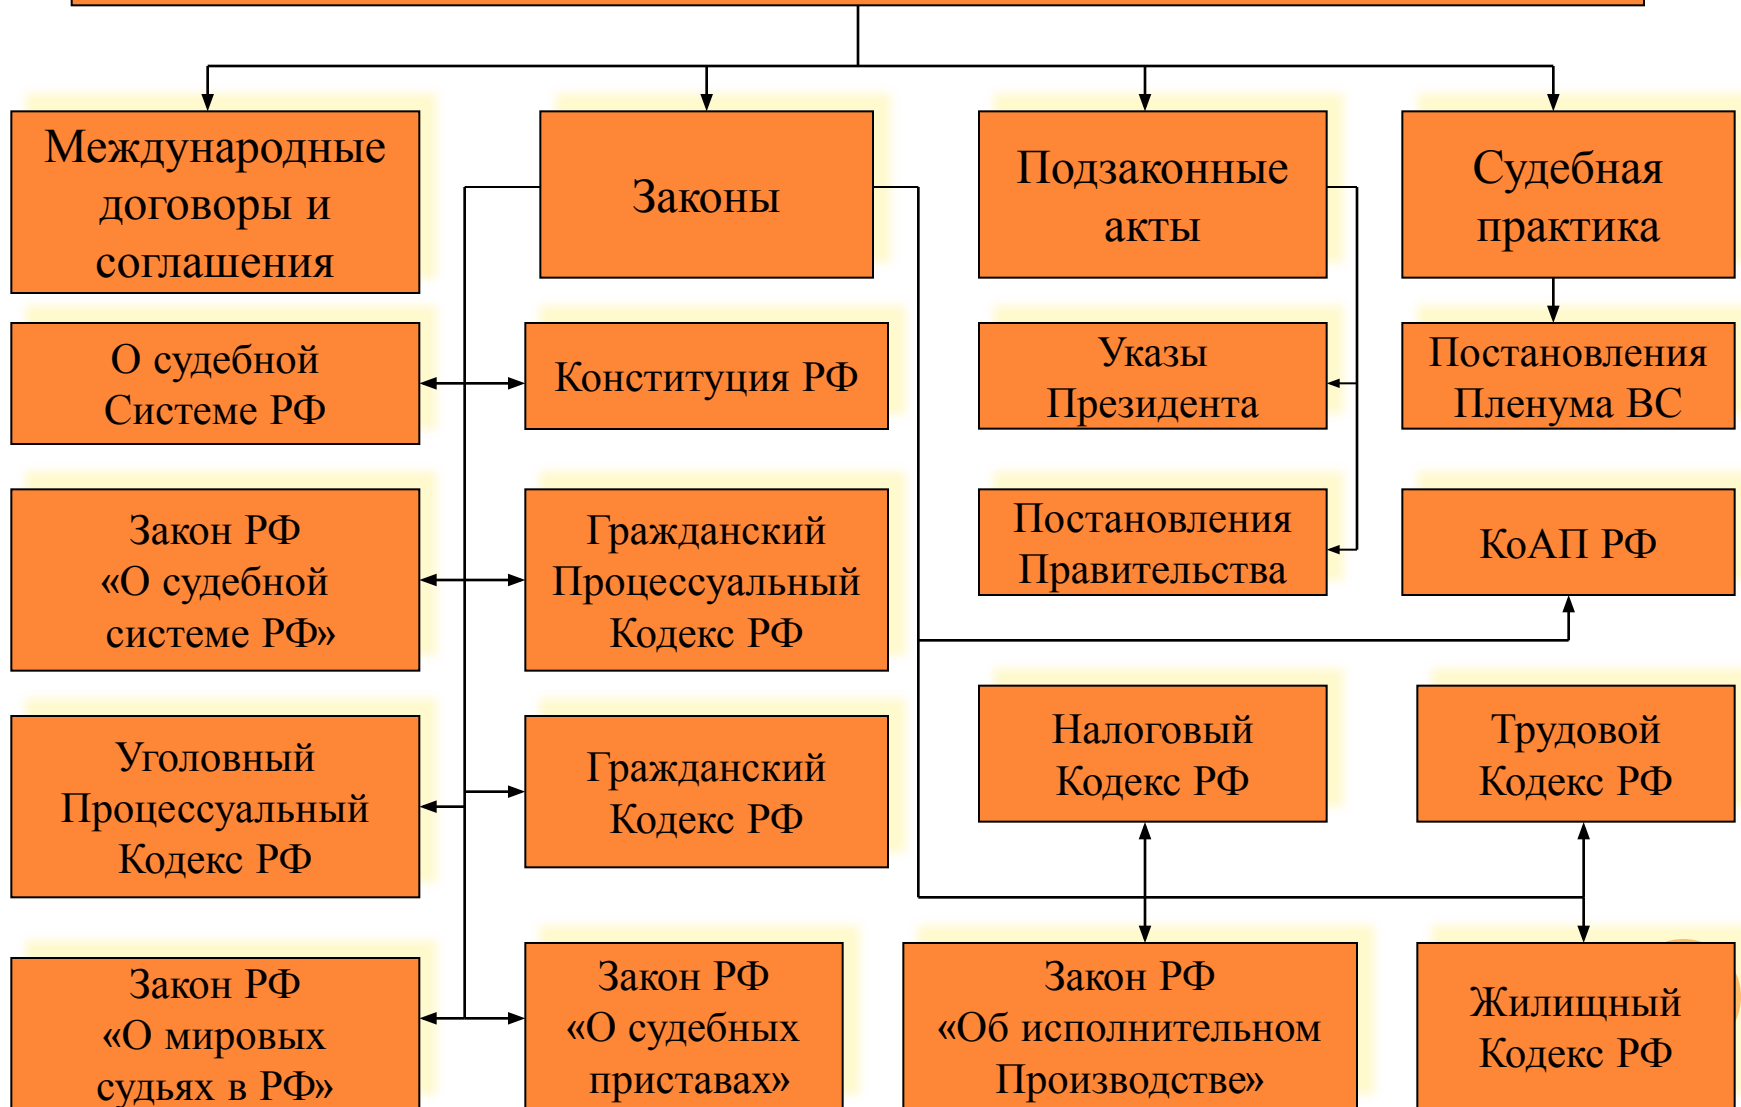 Международные
договоры и
соглашения
Законы
Подзаконные
акты
Судебная
практика
О судебной
Системе РФ
Конституция РФ
Указы
Президента
Постановления
Пленума ВС
Закон РФ
«О судебной
системе РФ»
Гражданский
Процессуальный
Кодекс РФ
Постановления
Правительства
КоАП РФ
Уголовный
Процессуальный
Кодекс РФ
Гражданский
Кодекс РФ
Налоговый
Кодекс РФ
Трудовой
Кодекс РФ
Закон РФ
«О мировых
судьях в РФ»
Закон РФ
«О судебных
приставах»
Закон РФ
«Об исполнительном
Производстве»
Жилищный
Кодекс РФ